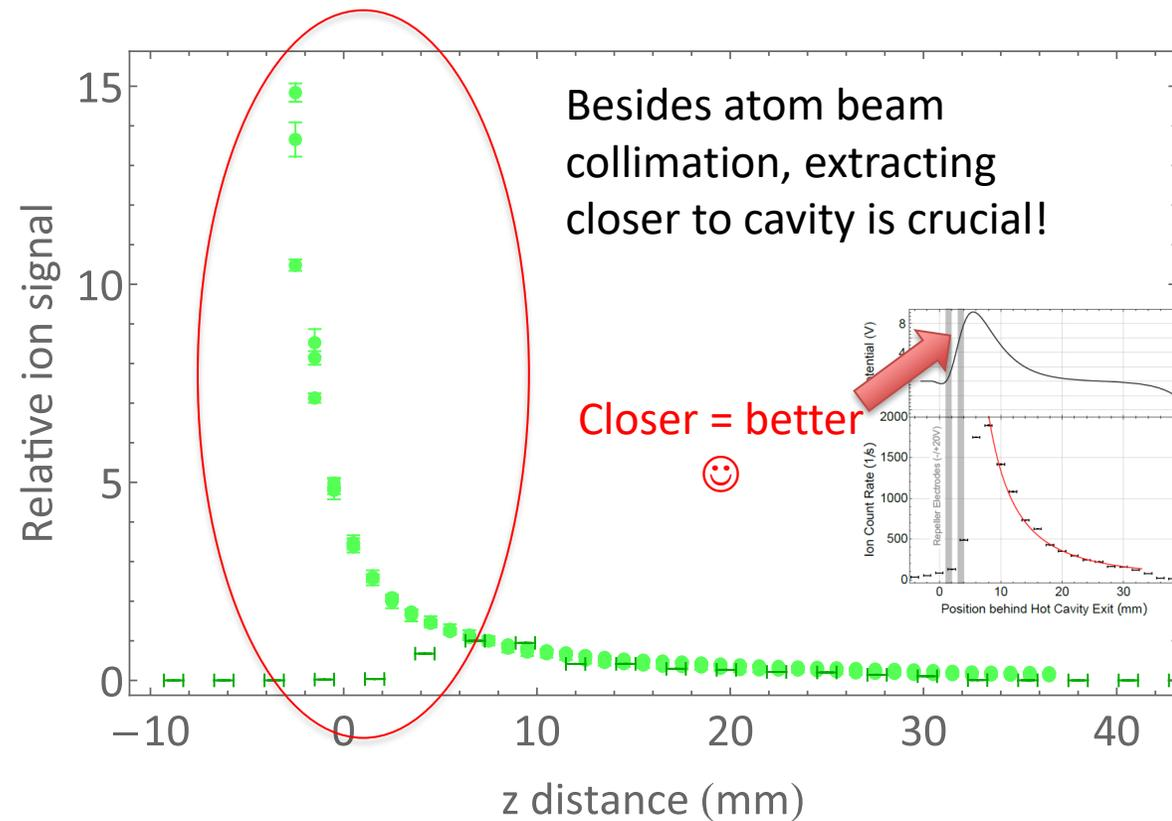 15
10
5
0
Relative ion signal
−10
0
10
20
30
40
z distance (mm)
Besides atom beam
collimation, extracting
closer to cavity is crucial!
Closer = better
8
4
(V)
2000
1500
1000
500
0
Ion Count Rate (1/s)
Repeller Electrodes (-/+20V)
0
10
20
30
Position behind Hot Cavity Exit (mm)